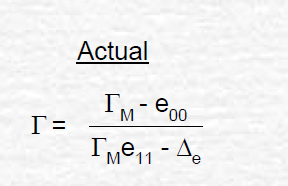 Actual
Γ = (Γ_M - e_00) / (Γ_M e_11 - Δ_e)